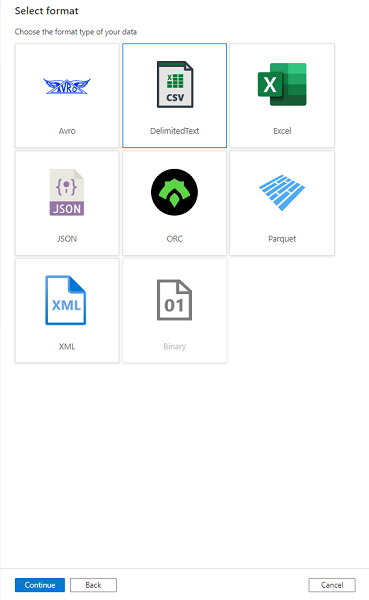 Select format
Choose the format type of your data
AVRO
CSV
X
Avro
DelimitedText
Excel
{:}
JSON
JSON
ORC
Parquet
XML
01
XML
Binary
Continue
Back
Cancel